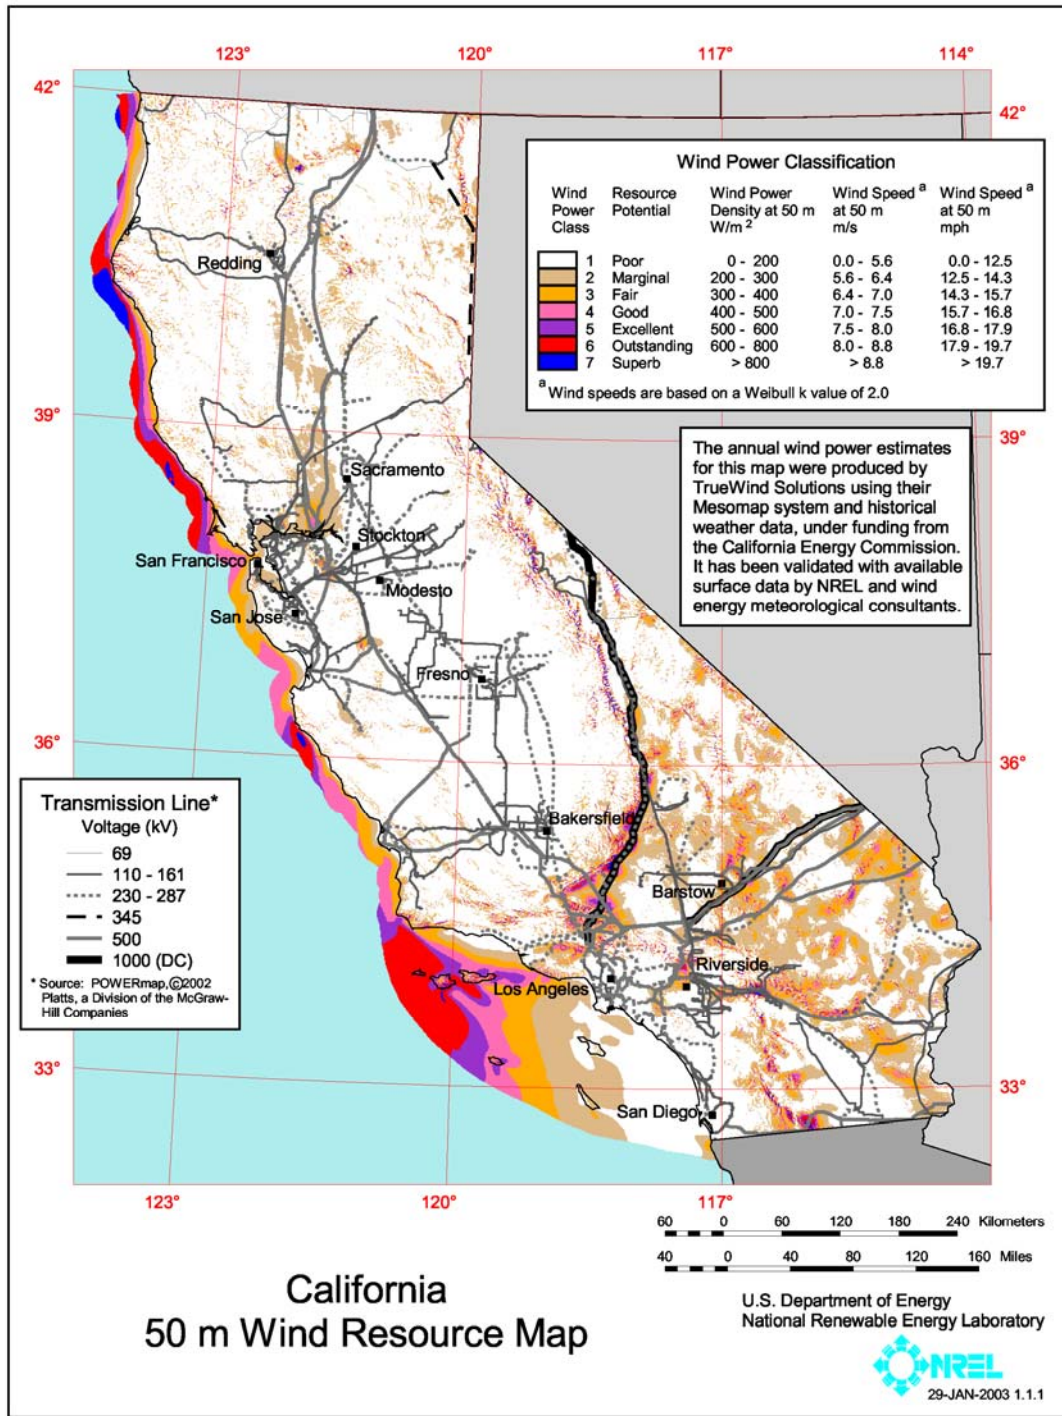 123° 120° 117° 114°
42° 42°
Wind Power Classification
Wind Power Class Resource Potential Wind Power Density at 50 m W/m² Wind Speed a at 50 m m/s Wind Speed a at 50 m mph
1 Poor 0 - 200 0.0 - 5.6 0.0 - 12.5
2 Marginal 200 - 300 5.6 - 6.4 12.5 - 14.3
3 Fair 300 - 400 6.4 - 7.0 14.3 - 15.7
4 Good 400 - 500 7.0 - 7.5 15.7 - 16.8
5 Excellent 500 - 600 7.5 - 8.0 16.8 - 17.9
6 Outstanding 600 - 800 8.0 - 8.8 17.9 - 19.7
7 Superb > 800 > 8.8 > 19.7
a Wind speeds are based on a Weibull k value of 2.0
Redding
39° 39°
The annual wind power estimates
for this map were produced by
TrueWind Solutions using their
Mesomap system and historical
weather data, under funding from
the California Energy Commission.
It has been validated with available
surface data by NREL and wind
energy meteorological consultants.
Sacramento
Stockton
San Francisco
Modesto
San Jose
Fresno
36° 36°
Transmission Line*
Voltage (kV)
69
110 - 161
230 - 287
345
500
1000 (DC)
* Source: POWERmap,©2002
Platts, a Division of the McGraw-
Hill Companies
Bakersfield
Barstow
Riverside
Los Angeles
33° 33°
San Diego
123° 120° 117°
60 0 60 120 180 240 Kilometers
40 0 40 80 120 160 Miles
California
50 m Wind Resource Map
U.S. Department of Energy
National Renewable Energy Laboratory
NREL
29-JAN-2003 1.1.1